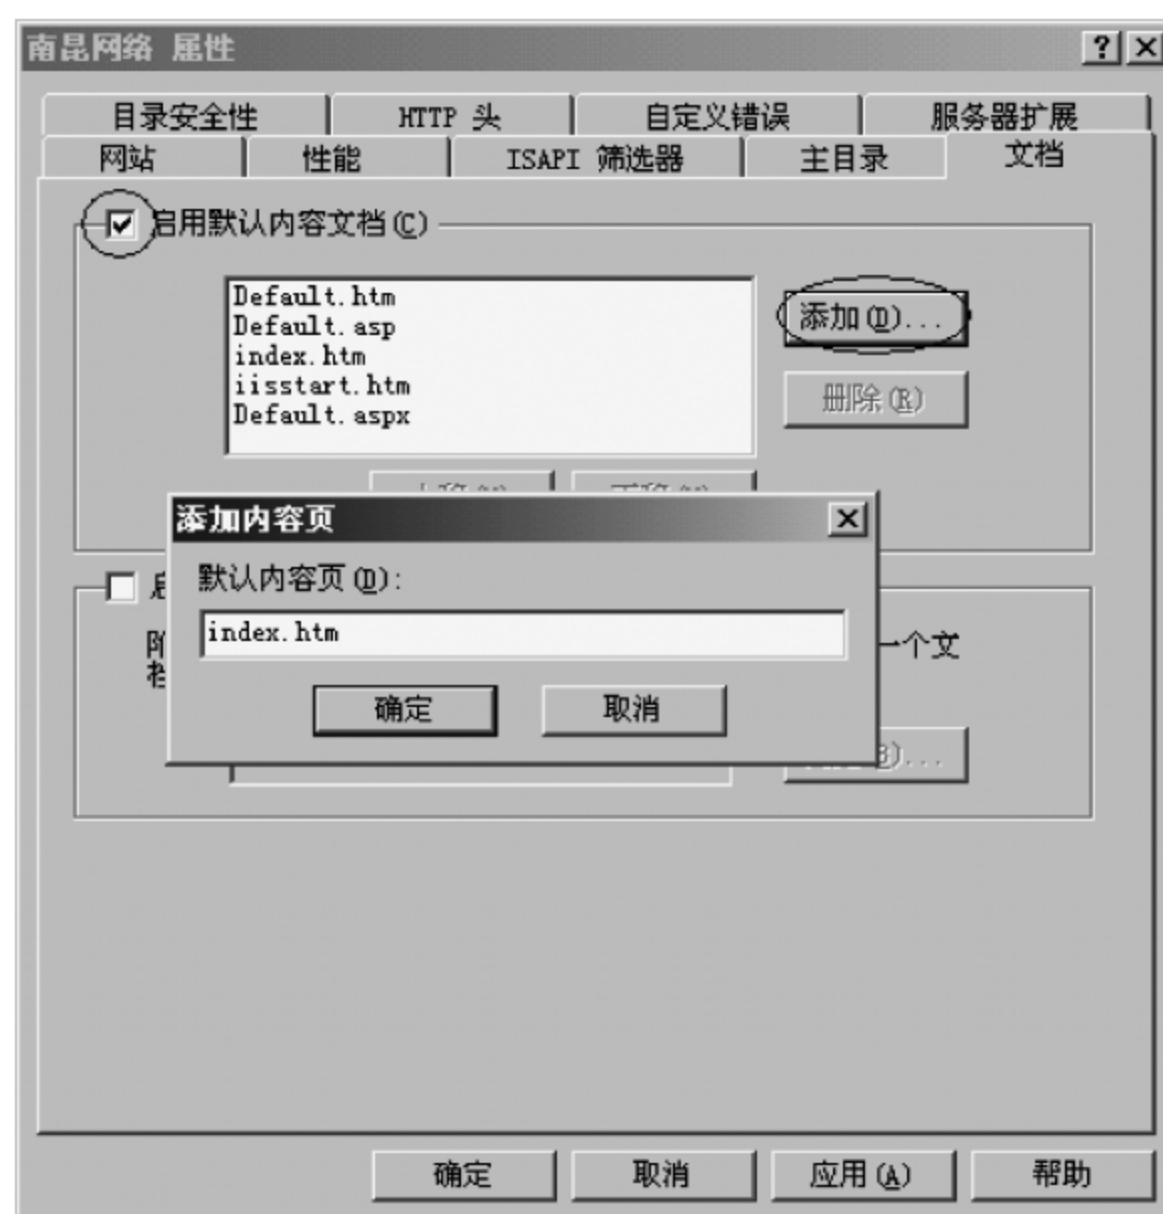 南昆网络 属性
目录安全性 HTTP 头 自定义错误 服务器扩展
网站 性能 ISAPI 筛选器 主目录 文档
启用默认内容文档(C)
Default.htm
Default.asp
index.htm
iisstart.htm
Default.aspx
添加(D)...
删除(R)
添加内容页
默认内容页(D):
index.htm
确定 取消
一个文
确定 取消 应用(A) 帮助